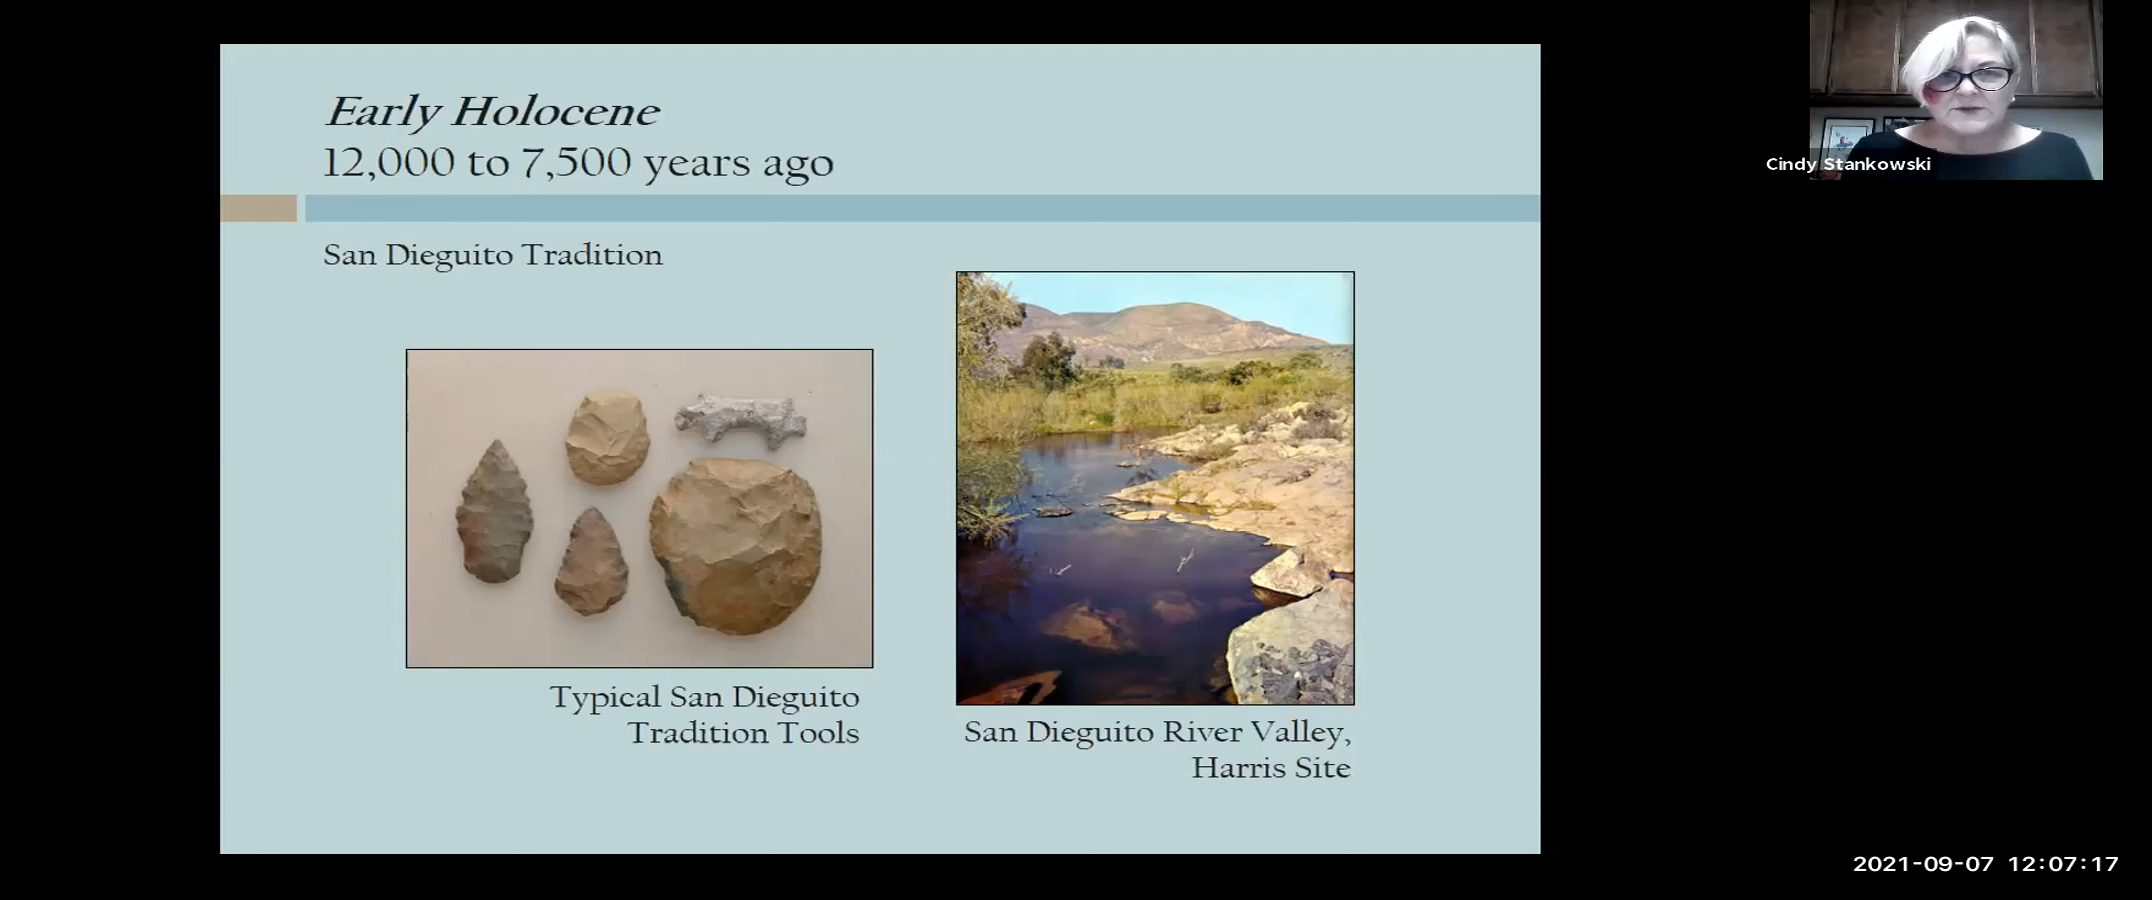 Early Holocene
12,000 to 7,500 years ago
San Dieguito Tradition
Typical San Dieguito
Tradition Tools
San Dieguito River Valley,
Harris Site
Cindy Stankowski
2021-09-07 12:07:17